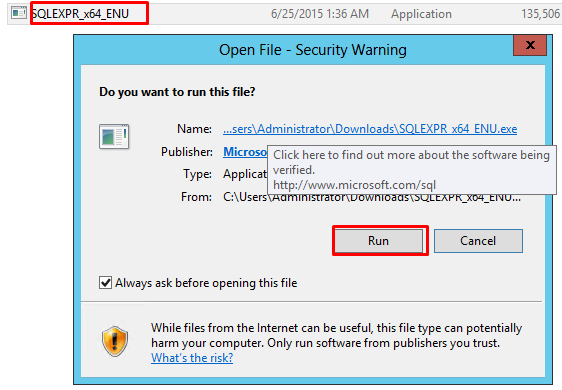 SQLEXPR_x64_ENU 6/25/2015 1:36 AM Application 135,506
Open File - Security Warning
x
Do you want to run this file?
Name: ...sers\Administrator\Downloads\SQLEXPR_x64_ENU.exe
Publisher: Microso
Click here to find out more about the software being
verified.
http://www.microsoft.com/sql
Type: Applica
From: C:\Users\Administrator\Downloads\SQLEXPR_x64_ENU...
Run Cancel
Always ask before opening this file
While files from the Internet can be useful, this file type can potentially
harm your computer. Only run software from publishers you trust.
What's the risk?